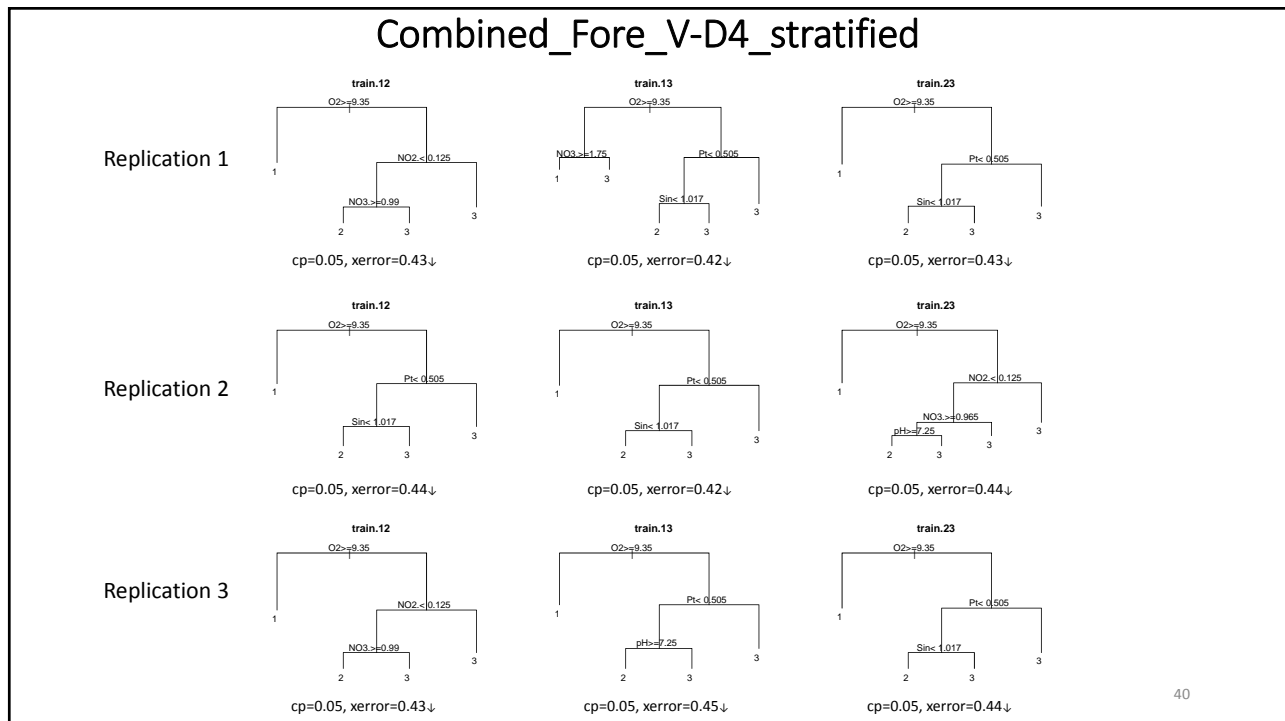 Combined_Fore_V-D4_stratified
Replication 1
train.12
O2>=9.35
1
NO2.< 0.125
NO3.>=0.99
2
3
3
cp=0.05, xerror=0.43↓
train.13
O2>=9.35
NO3.>=1.75
1
3
Pt< 0.505
Sin< 1.017
2
3
3
cp=0.05, xerror=0.42↓
train.23
O2>=9.35
1
Pt< 0.505
Sin< 1.017
2
3
3
cp=0.05, xerror=0.43↓
Replication 2
train.12
O2>=9.35
1
Pt< 0.505
Sin< 1.017
2
3
3
cp=0.05, xerror=0.44↓
train.13
O2>=9.35
1
Pt< 0.505
Sin< 1.017
2
3
3
cp=0.05, xerror=0.42↓
train.23
O2>=9.35
1
NO2.< 0.125
NO3.>=0.965
pH>=7.25
2
3
3
3
cp=0.05, xerror=0.44↓
Replication 3
train.12
O2>=9.35
1
NO2.< 0.125
NO3.>=0.99
2
3
3
cp=0.05, xerror=0.43↓
train.13
O2>=9.35
1
Pt< 0.505
pH>=7.25
2
3
3
cp=0.05, xerror=0.45↓
train.23
O2>=9.35
1
Pt< 0.505
Sin< 1.017
2
3
3
cp=0.05, xerror=0.44↓
40